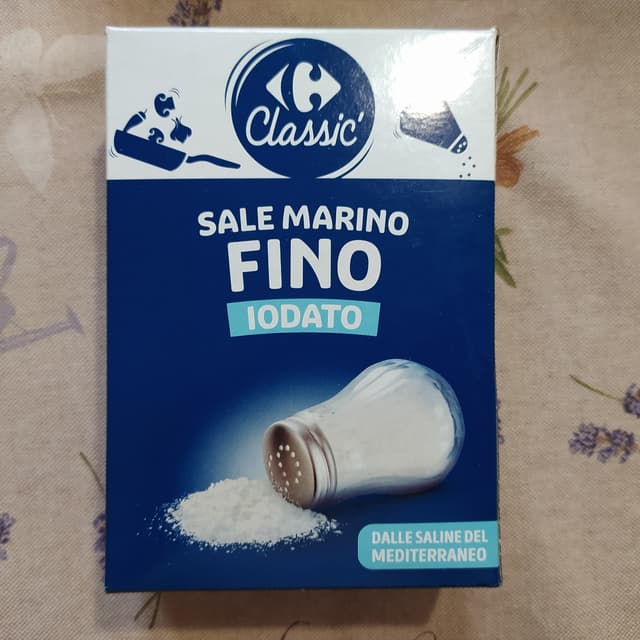 Classic'
SALE MARINO
FINO
IODATO
DALLE SALINE DEL
MEDITERRANEO